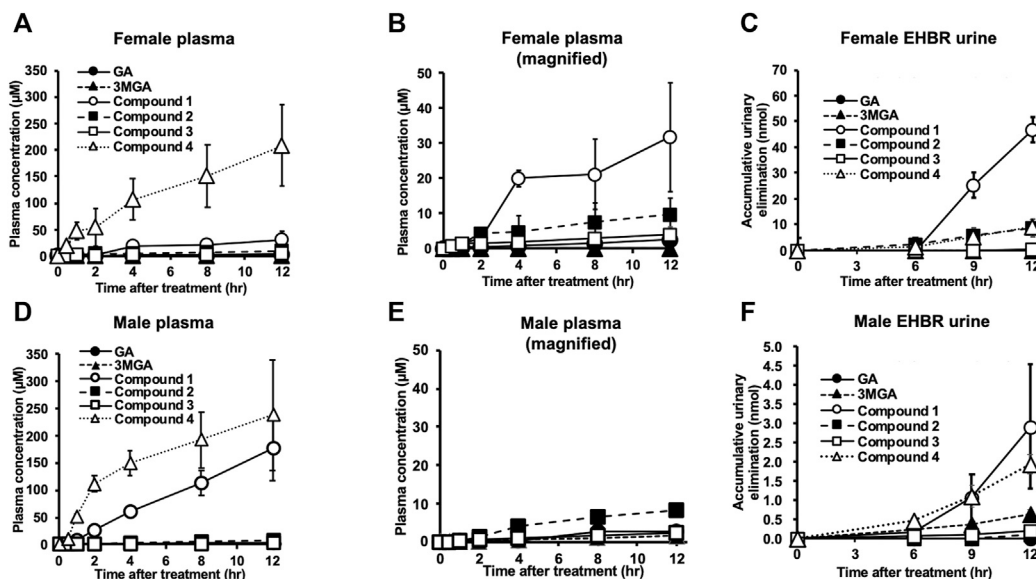 A
Female plasma
Plasma concentration (µM)
350
300
250
200
150
100
50
0
GA
3MGA
Compound 1
Compound 2
Compound 3
Compound 4
0 2 4 6 8 10 12
Time after treatment (hr)
B
Female plasma
(magnified)
Plasma concentration (µM)
50
40
30
20
10
0
0 2 4 6 8 10 12
Time after treatment (hr)
C
Female EHBR urine
Accumulative urinary
elimination (nmol)
70
60
50
40
30
20
10
0
GA
3MGA
Compound 1
Compound 2
Compound 3
Compound 4
0 3 6 9 12
Time after treatment (hr)
D
Male plasma
Plasma concentration (µM)
350
300
250
200
150
100
50
0
GA
3MGA
Compound 1
Compound 2
Compound 3
Compound 4
0 2 4 6 8 10 12
Time after treatment (hr)
E
Male plasma
(magnified)
Plasma concentration (µM)
50
40
30
20
10
0
0 2 4 6 8 10 12
Time after treatment (hr)
F
Male EHBR urine
Accumulative urinary
elimination (nmol)
5.0
4.5
4.0
3.5
3.0
2.5
2.0
1.5
1.0
0.5
0.0
GA
3MGA
Compound 1
Compound 2
Compound 3
Compound 4
0 3 6 9 12
Time after treatment (hr)